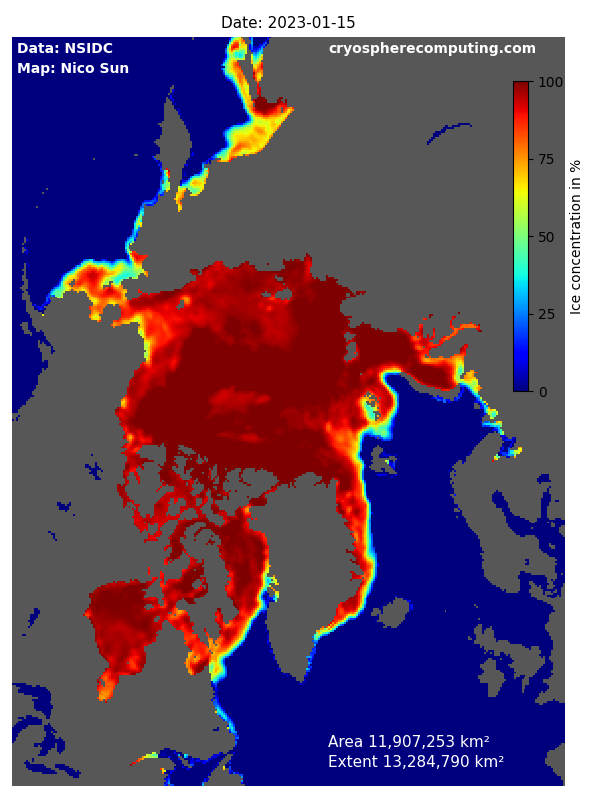 Date: 2023-01-15
Data: NSIDC
Map: Nico Sun
cryospherecomputing.com
100
75
50
25
0
Ice concentration in %
Area 11,907,253 km²
Extent 13,284,790 km²